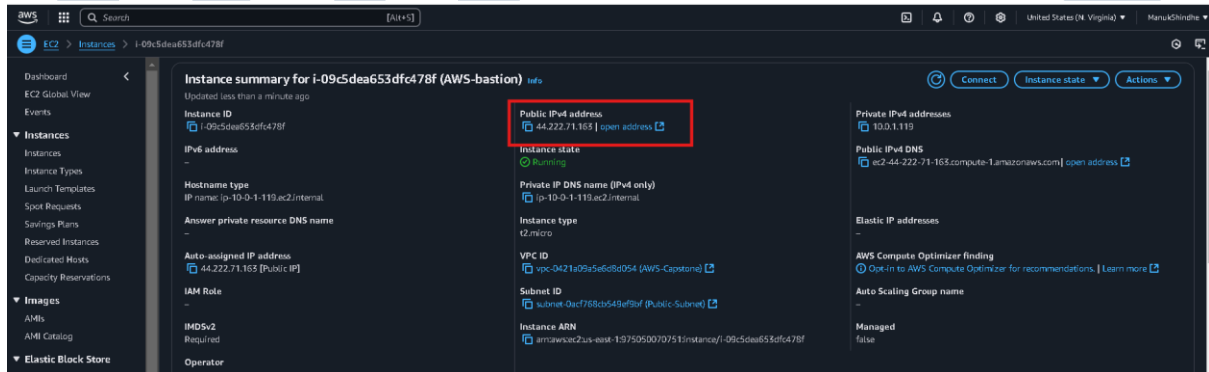 aws
Search [Alt+S]
United States (N. Virginia) ▼ ManukShindhe ▼
EC2 > Instances > i-09c5dea653dfc478f
Dashboard
EC2 Global View
Events
▼ Instances
Instances
Instance Types
Launch Templates
Spot Requests
Savings Plans
Reserved Instances
Dedicated Hosts
Capacity Reservations
▼ Images
AMIs
AMI Catalog
▼ Elastic Block Store
Instance summary for i-09c5dea653dfc478f (AWS-bastion) Info
Updated less than a minute ago
Connect
Instance state ▼
Actions ▼
Instance ID
i-09c5dea653dfc478f
Public IPv4 address
44.222.71.163 | open address
Private IPv4 addresses
10.0.1.119
IPv6 address
–
Instance state
Running
Public IPv4 DNS
ec2-44-222-71-163.compute-1.amazonaws.com | open address
Hostname type
IP name: ip-10-0-1-119.ec2.internal
Private IP DNS name (IPv4 only)
ip-10-0-1-119.ec2.internal
Answer private resource DNS name
–
Instance type
t2.micro
Elastic IP addresses
–
Auto-assigned IP address
44.222.71.163 [Public IP]
VPC ID
vpc-0421a09a5e6d8d054 (AWS-Capstone)
AWS Compute Optimizer finding
Opt-in to AWS Compute Optimizer for recommendations. | Learn more
IAM Role
–
Subnet ID
subnet-0acf768cb549ef9bf (Public-Subnet)
Auto Scaling Group name
–
IMDSv2
Required
Instance ARN
arn:aws:ec2:us-east-1:975050070751:instance/i-09c5dea653dfc478f
Managed
false
Operator